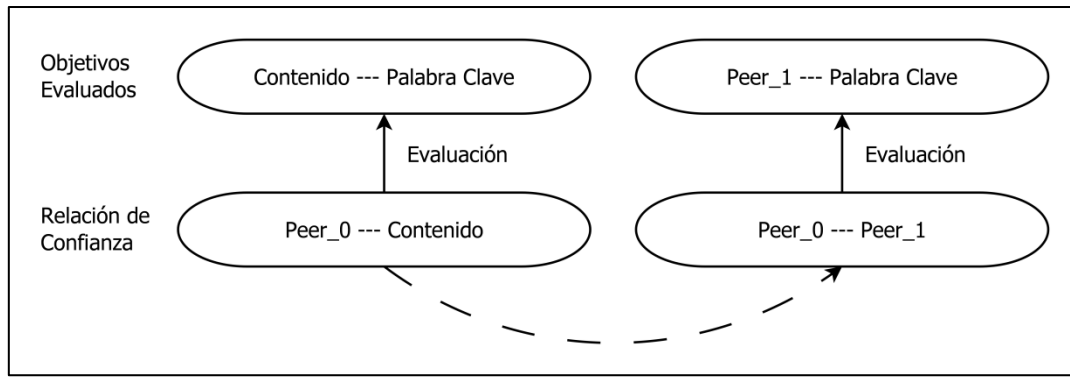 Objetivos
Evaluados
Contenido --- Palabra Clave
Peer_1 --- Palabra Clave
Evaluación
Evaluación
Relación de
Confianza
Peer_0 --- Contenido
Peer_0 --- Peer_1